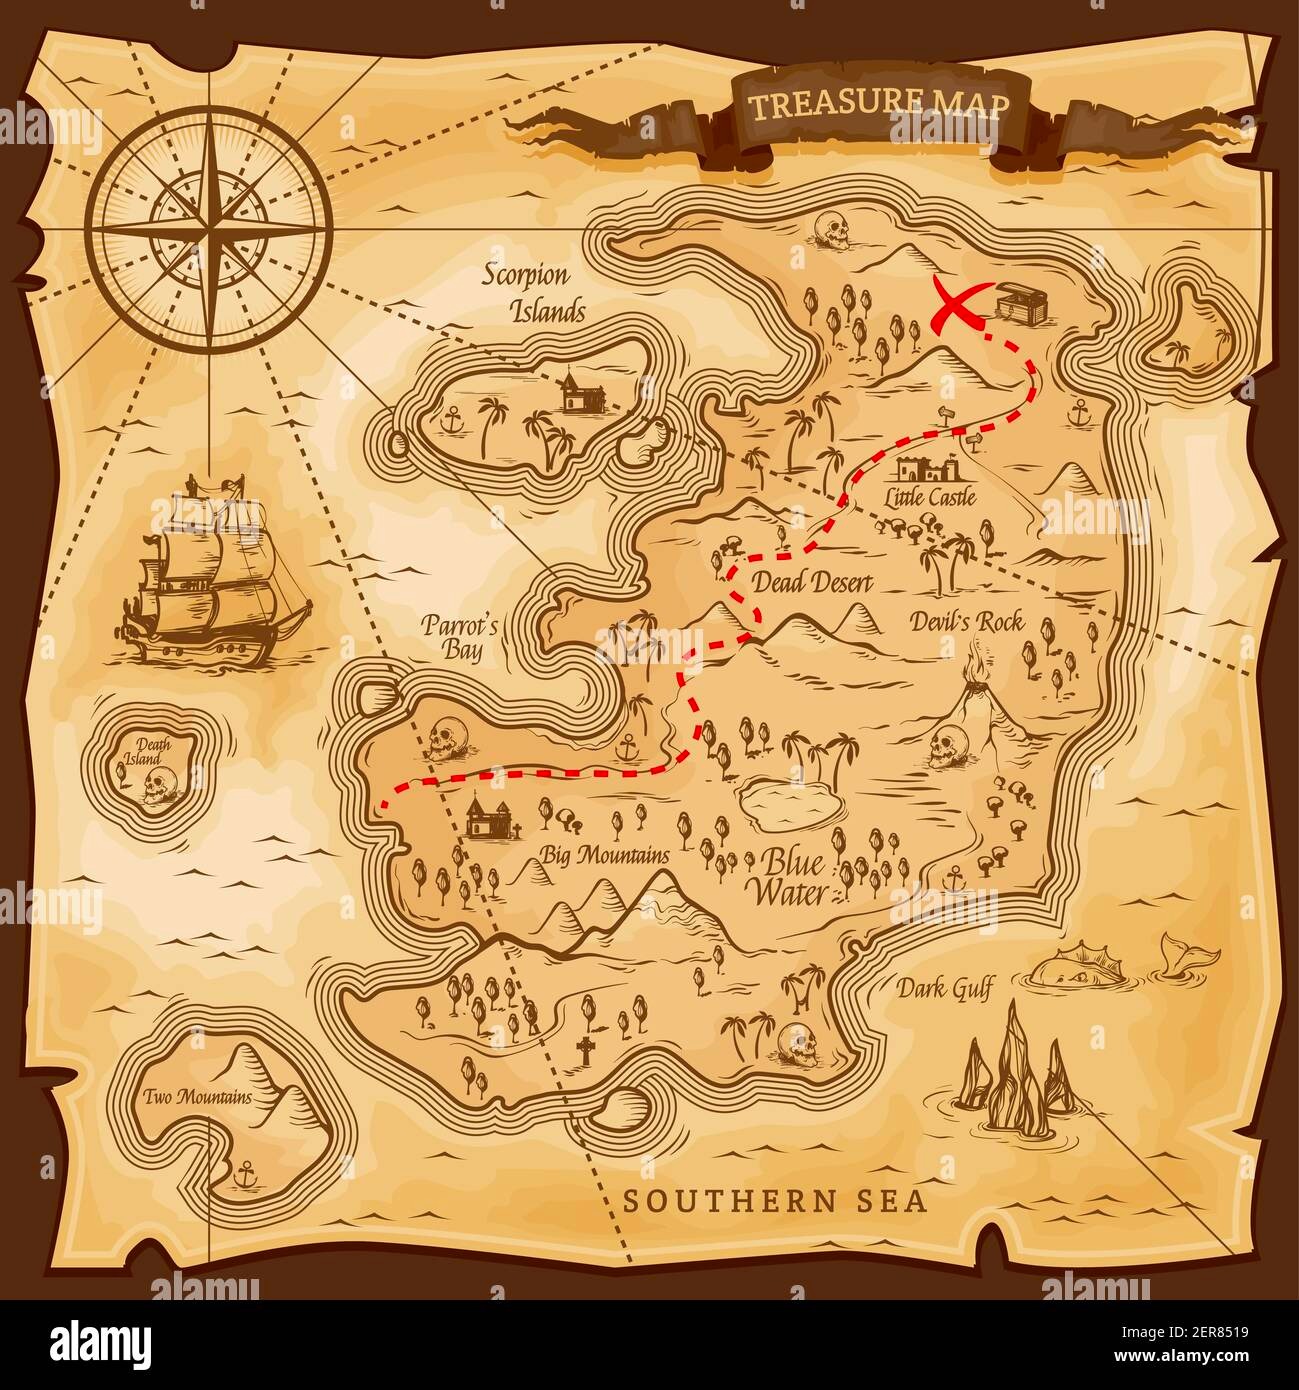 TREASURE MAP
Scorpion
Islands
Little Castle
Dead Desert
Parrot's
Bay
Devil's Rock
Death
Island
Big Mountains
Blue
Water
Dark Gulf
Two Mountains
SOUTHERN SEA
alamy
alamy
Image ID: 2ER8519
www.alamy.com